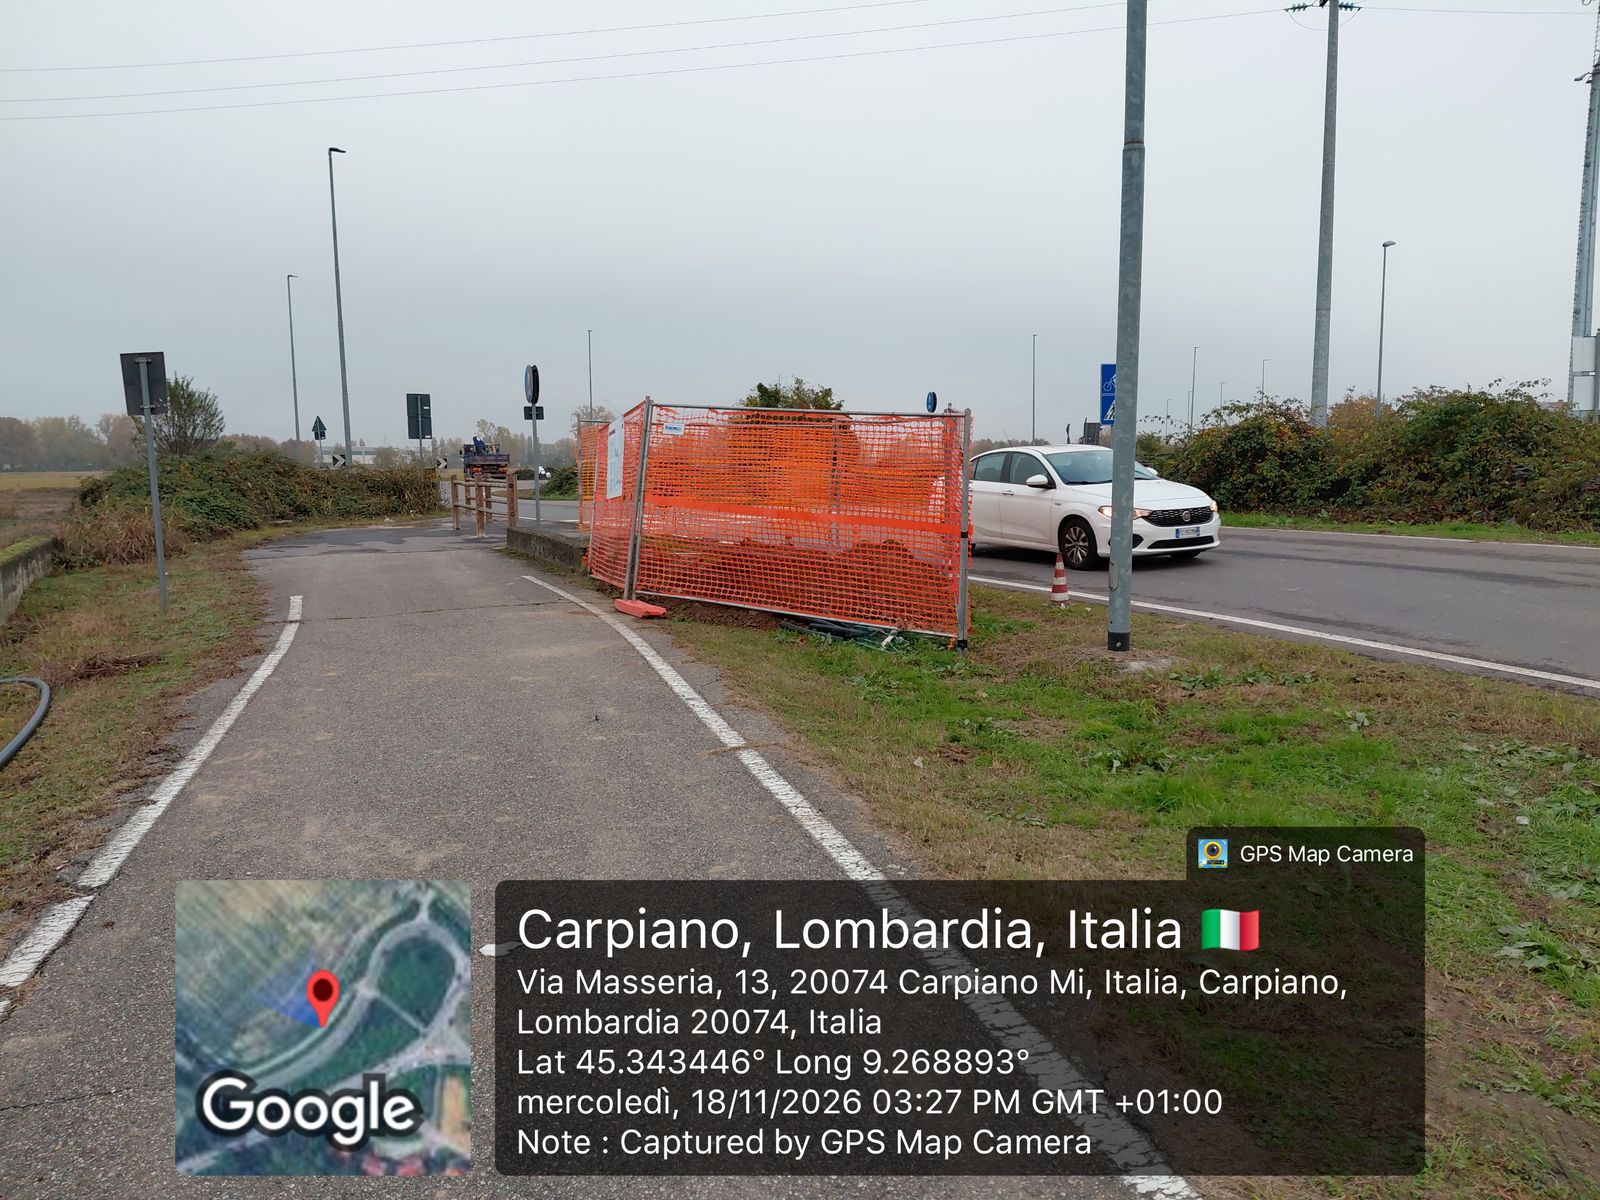 GPS Map Camera
Carpiano, Lombardia, Italia 🇮🇹
Via Masseria, 13, 20074 Carpiano Mi, Italia, Carpiano,
Lombardia 20074, Italia
Lat 45.343446° Long 9.268893°
mercoledì, 18/11/2026 03:27 PM GMT +01:00
Note : Captured by GPS Map Camera
Google